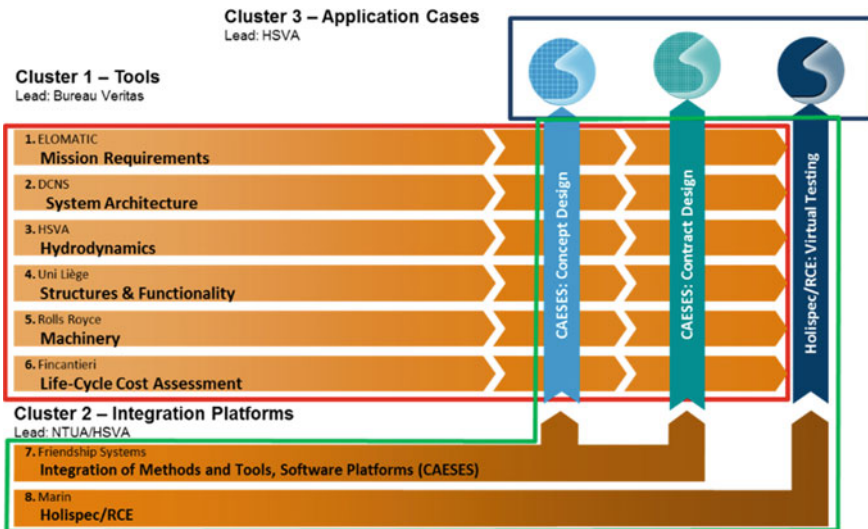 Cluster 3 – Application Cases
Lead: HSVA
Cluster 1 – Tools
Lead: Bureau Veritas
1. ELOMATIC
Mission Requirements
2. DCNS
System Architecture
3. HSVA
Hydrodynamics
4. Uni Liège
Structures & Functionality
5. Rolls Royce
Machinery
6. Fincantieri
Life-Cycle Cost Assessment
CAESES: Concept Design
CAESES: Contract Design
Holispec/RCE: Virtual Testing
Cluster 2 – Integration Platforms
Lead: NTUA/HSVA
7. Friendship Systems
Integration of Methods and Tools, Software Platforms (CAESES)
8. Marin
Holispec/RCE